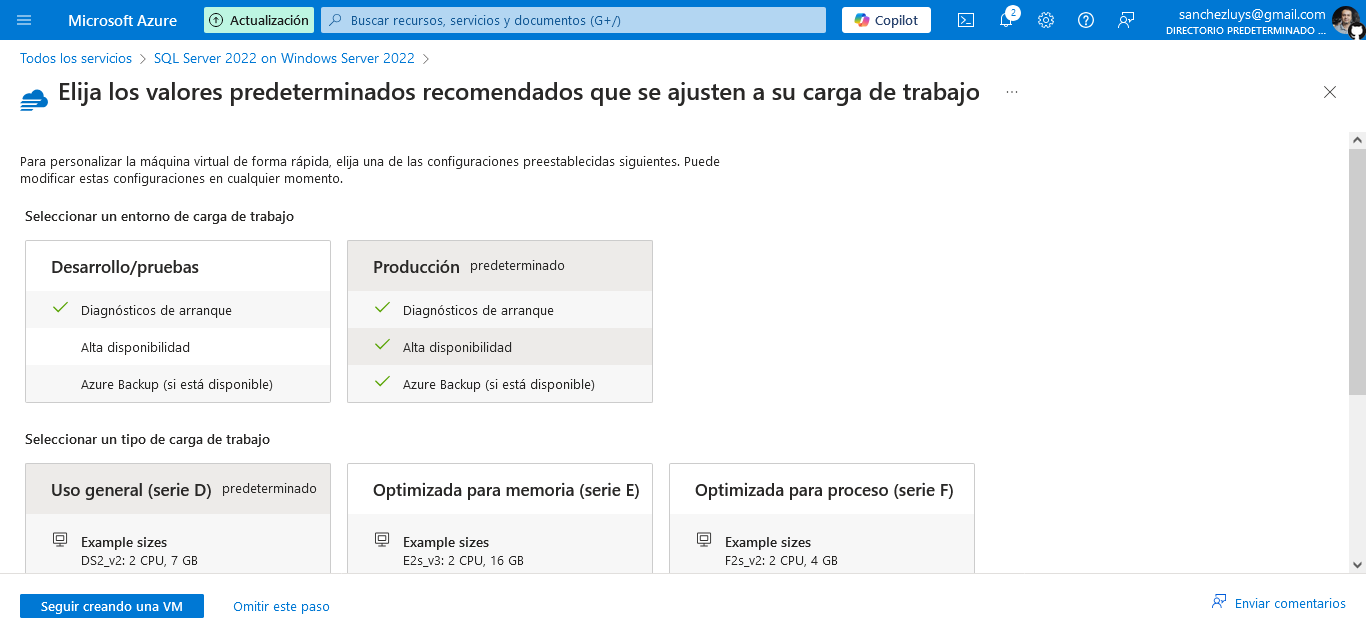 Microsoft Azure
Actualización
Buscar recursos, servicios y documentos (G+/)
Copilot
2
sanchezluys@gmail.com
DIRECTORIO PREDETERMINADO ...
Todos los servicios > SQL Server 2022 on Windows Server 2022 >
Elija los valores predeterminados recomendados que se ajusten a su carga de trabajo ...
Para personalizar la máquina virtual de forma rápida, elija una de las configuraciones preestablecidas siguientes. Puede
modificar estas configuraciones en cualquier momento.
Seleccionar un entorno de carga de trabajo
Desarrollo/pruebas
Diagnósticos de arranque
Alta disponibilidad
Azure Backup (si está disponible)
Producción predeterminado
Diagnósticos de arranque
Alta disponibilidad
Azure Backup (si está disponible)
Seleccionar un tipo de carga de trabajo
Uso general (serie D) predeterminado
Example sizes
DS2_v2: 2 CPU, 7 GB
Optimizada para memoria (serie E)
Example sizes
E2s_v3: 2 CPU, 16 GB
Optimizada para proceso (serie F)
Example sizes
F2s_v2: 2 CPU, 4 GB
Seguir creando una VM
Omitir este paso
Enviar comentarios